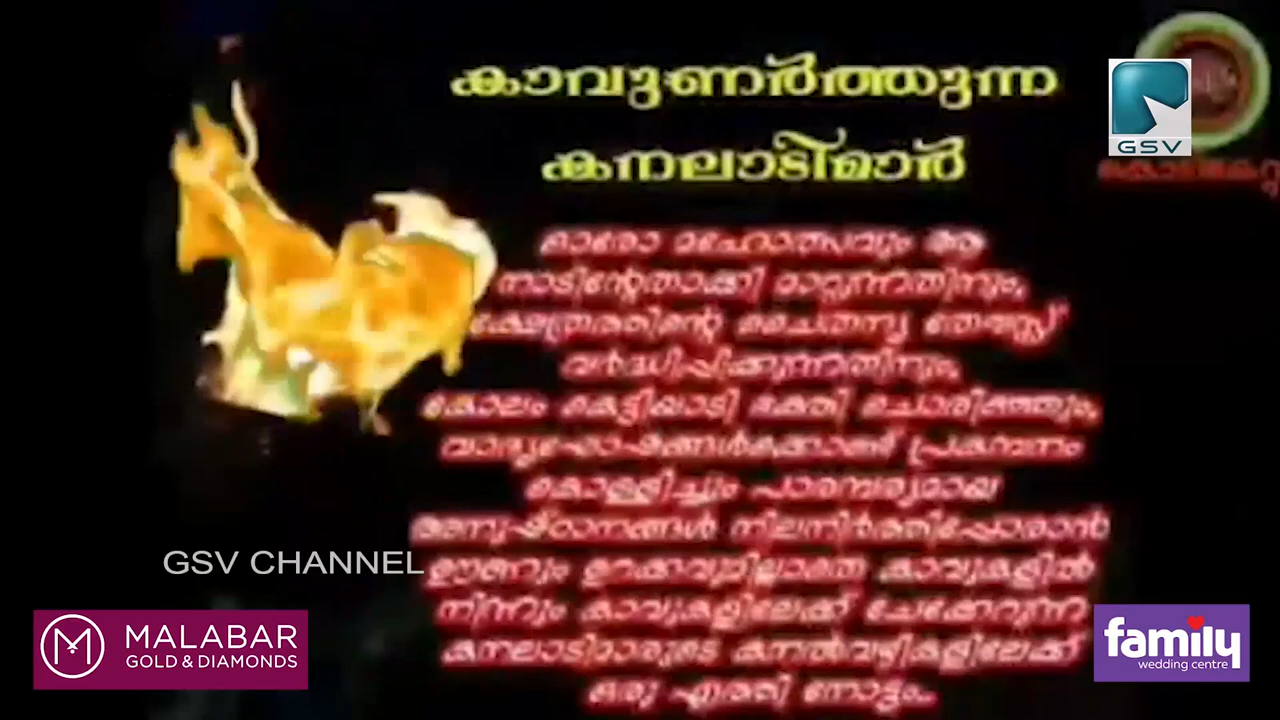 കാവുണർത്തുന്ന
കനലാടിമാർ
GSV
ഓരോ മഹോത്സവും ആ
നാടിന്റേതാക്കി മാറ്റുന്നതിനും,
ക്ഷേത്രത്തിന്റെ ചൈതന്യ തേജസ്സ്
വർദ്ധിപ്പിക്കുന്നതിനും,
കോലം കെട്ടിയാടി ഭക്തി ചൊരിഞ്ഞും,
വാദ്യഘോഷങ്ങൾക്കൊണ്ട് പ്രകമ്പനം
കൊള്ളിച്ചും പാരമ്പര്യമായ
അനുഷ്ഠാനങ്ങൾ നിലനിർത്തിപ്പോരാൻ
ഊണും ഉറക്കവുമില്ലാതെ കാവുകളിൽ
നിന്നും കാവുകളിലേക്ക് ചേക്കേറുന്ന
കനലാടിമാരുടെ കനൽവഴികളിലേക്ക്
ഒരു എത്തി നോട്ടം..
GSV CHANNEL
MALABAR
GOLD & DIAMONDS
family
wedding centre